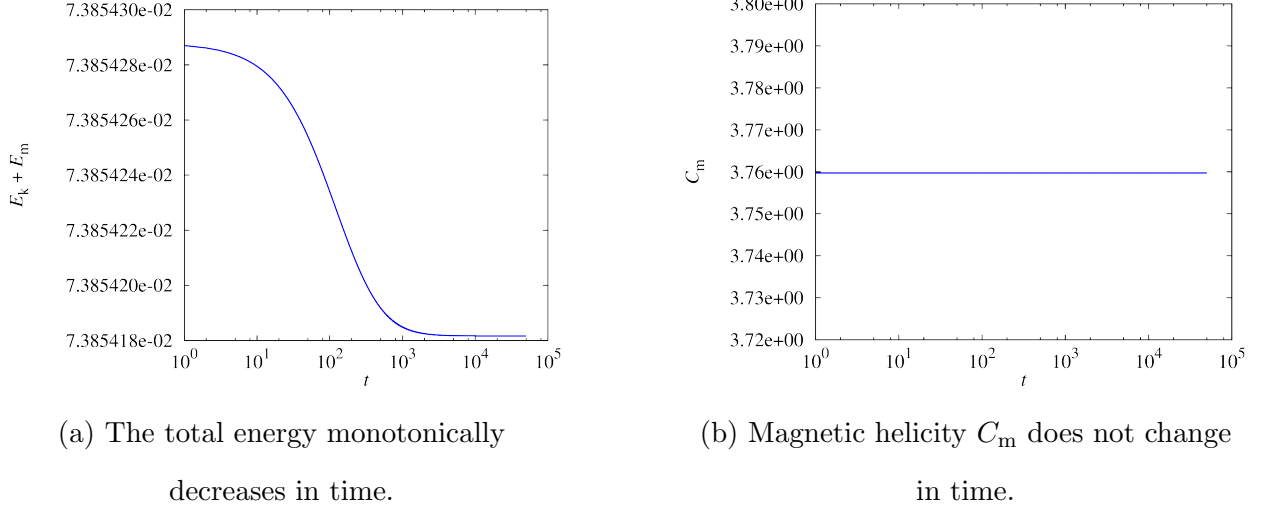 7.385430e-02
7.385428e-02
7.385426e-02
7.385424e-02
7.385422e-02
7.385420e-02
7.385418e-02
E_k + E_m
10^0 10^1 10^2 10^3 10^4 10^5
t
(a) The total energy monotonically
decreases in time.
3.80e+00
3.79e+00
3.78e+00
3.77e+00
3.76e+00
3.75e+00
3.74e+00
3.73e+00
3.72e+00
C_m
10^0 10^1 10^2 10^3 10^4 10^5
t
(b) Magnetic helicity C_m does not change
in time.